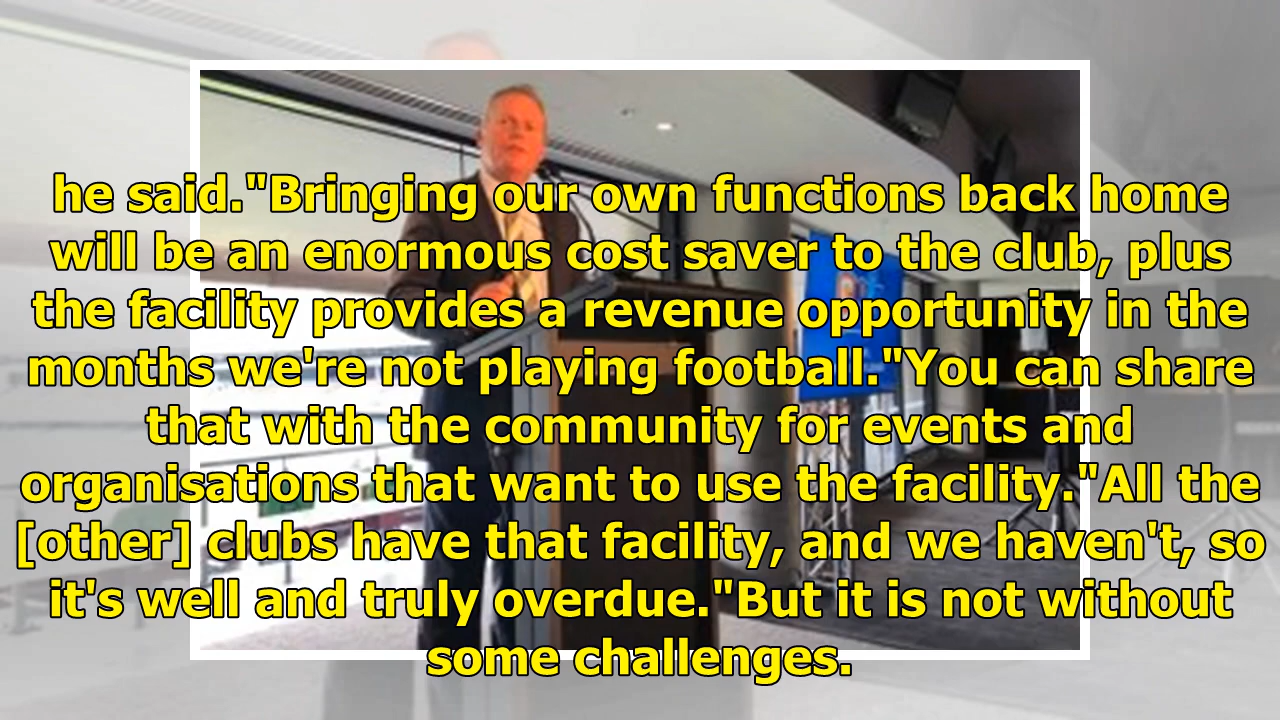 he said."Bringing our own functions back home
will be an enormous cost saver to the club, plus
the facility provides a revenue opportunity in the
months we're not playing football."You can share
that with the community for events and
organisations that want to use the facility."All the
[other] clubs have that facility, and we haven't, so
it's well and truly overdue."But it is not without
some challenges.